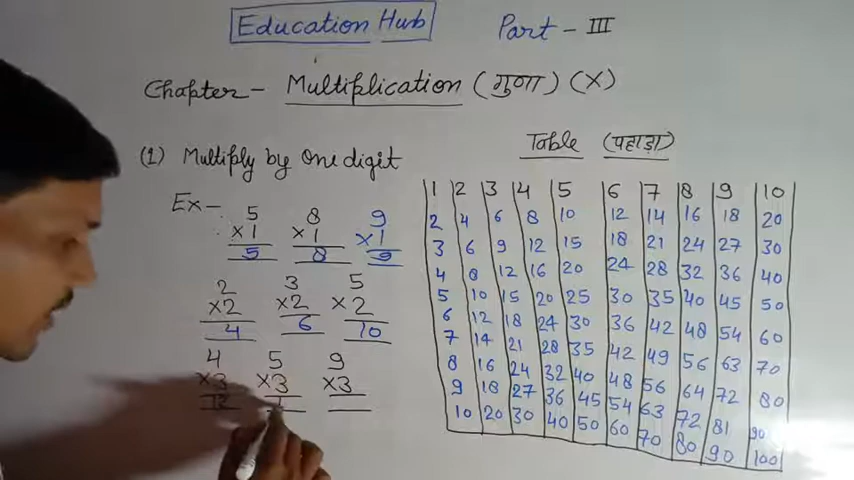 Education Hub Part - III
Chapter - Multiplication (गुणा) (×)
(1) Multiply by One digit
Ex -
5 8 9
×1 ×1 ×1
5 8 9
2 3 5
×2 ×2 ×2
4 6 10
4 5 9
×3 ×3 ×3
12 1
Table (पहाड़ा)
1 2 3 4 5 6 7 8 9 10
2 4 6 8 10 12 14 16 18 20
3 6 9 12 15 18 21 24 27 30
4 8 12 16 20 24 28 32 36 40
5 10 15 20 25 30 35 40 45 50
6 12 18 24 30 36 42 48 54 60
7 14 21 28 35 42 49 56 63 70
8 16 24 32 40 48 56 64 72 80
9 18 27 36 45 54 63 72 81 90
10 20 30 40 50 60 70 80 90 100